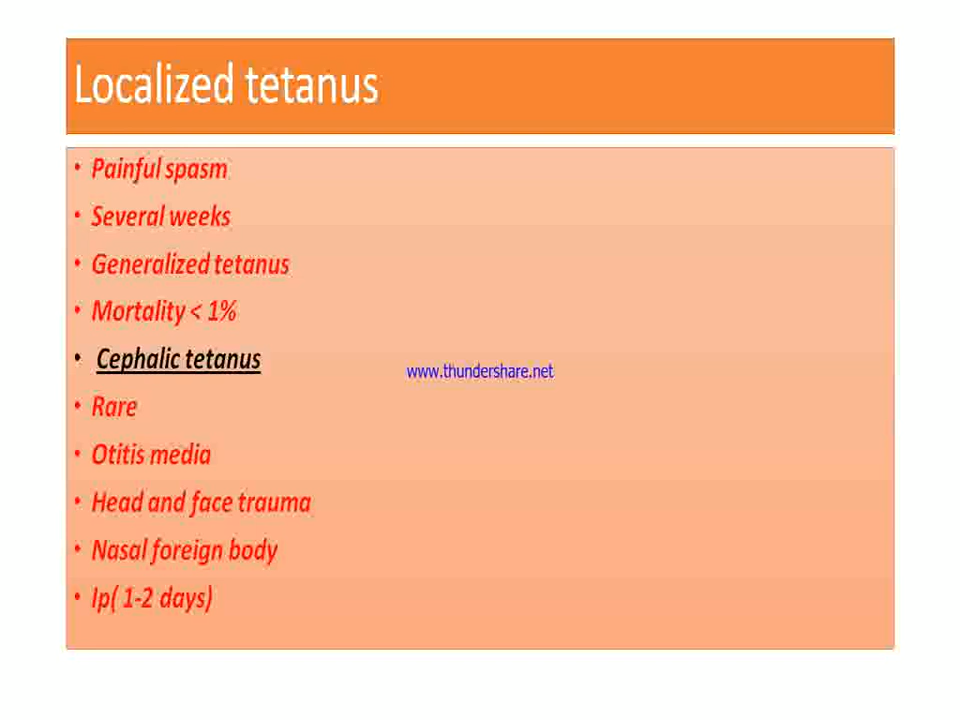 Localized tetanus
• Painful spasm
• Several weeks
• Generalized tetanus
• Mortality < 1%
• Cephalic tetanus
www.thundershare.net
• Rare
• Otitis media
• Head and face trauma
• Nasal foreign body
• Ip( 1-2 days)